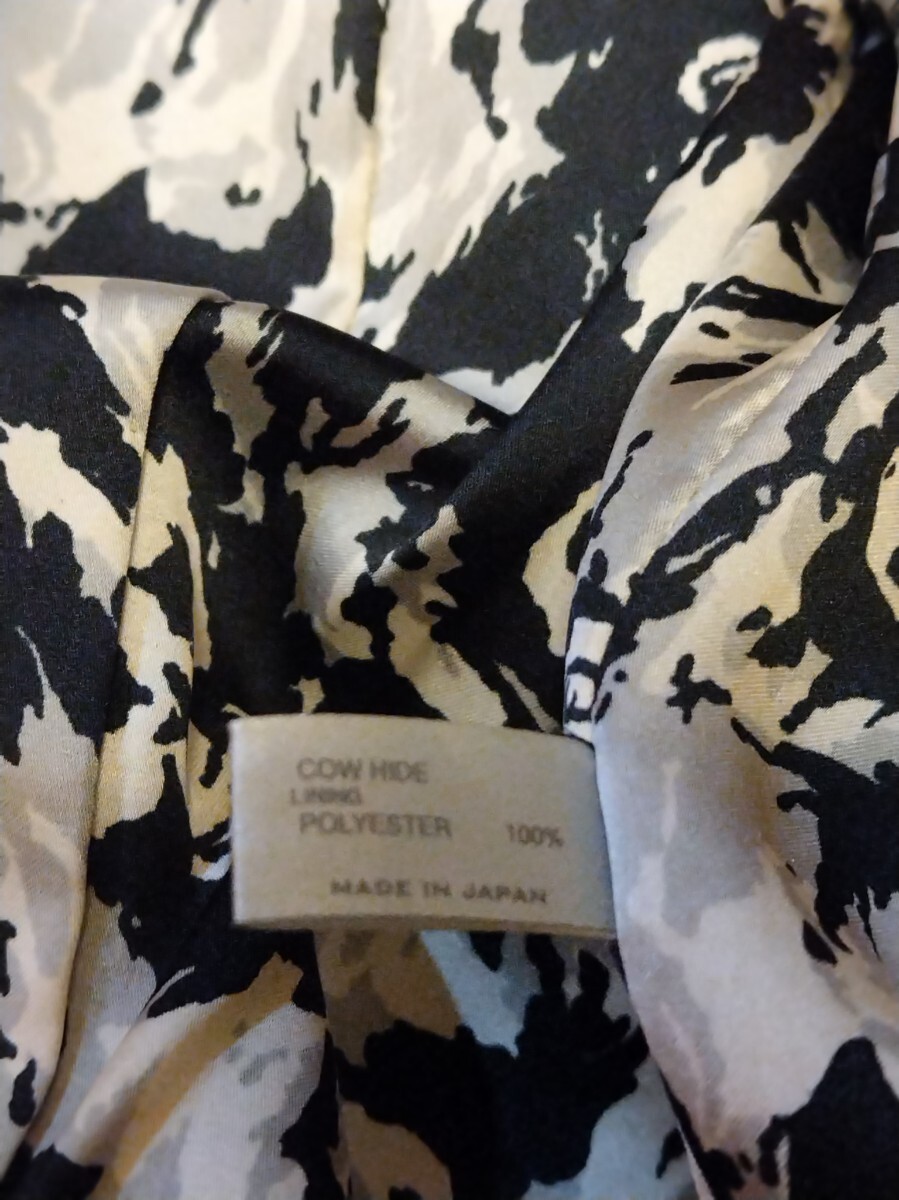 COW HIDE
LINING
POLYESTER 100%
MADE IN JAPAN